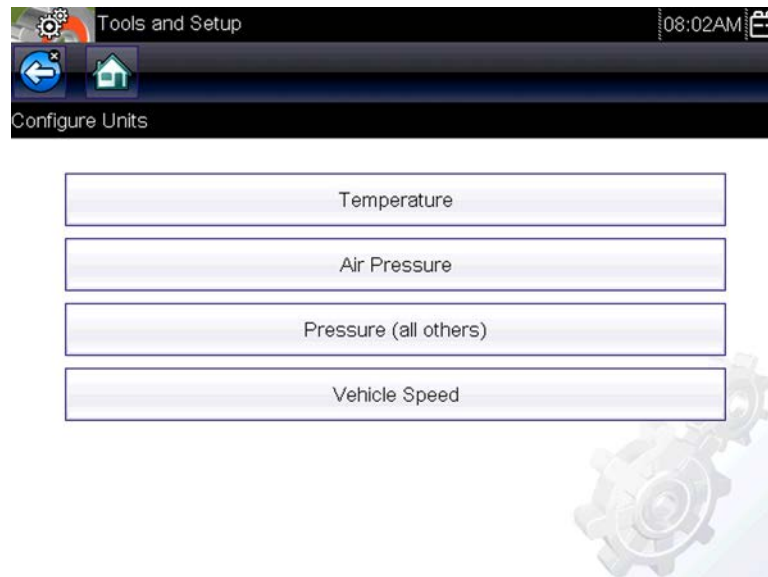 Tools and Setup
08:02AM
Configure Units
Temperature
Air Pressure
Pressure (all others)
Vehicle Speed